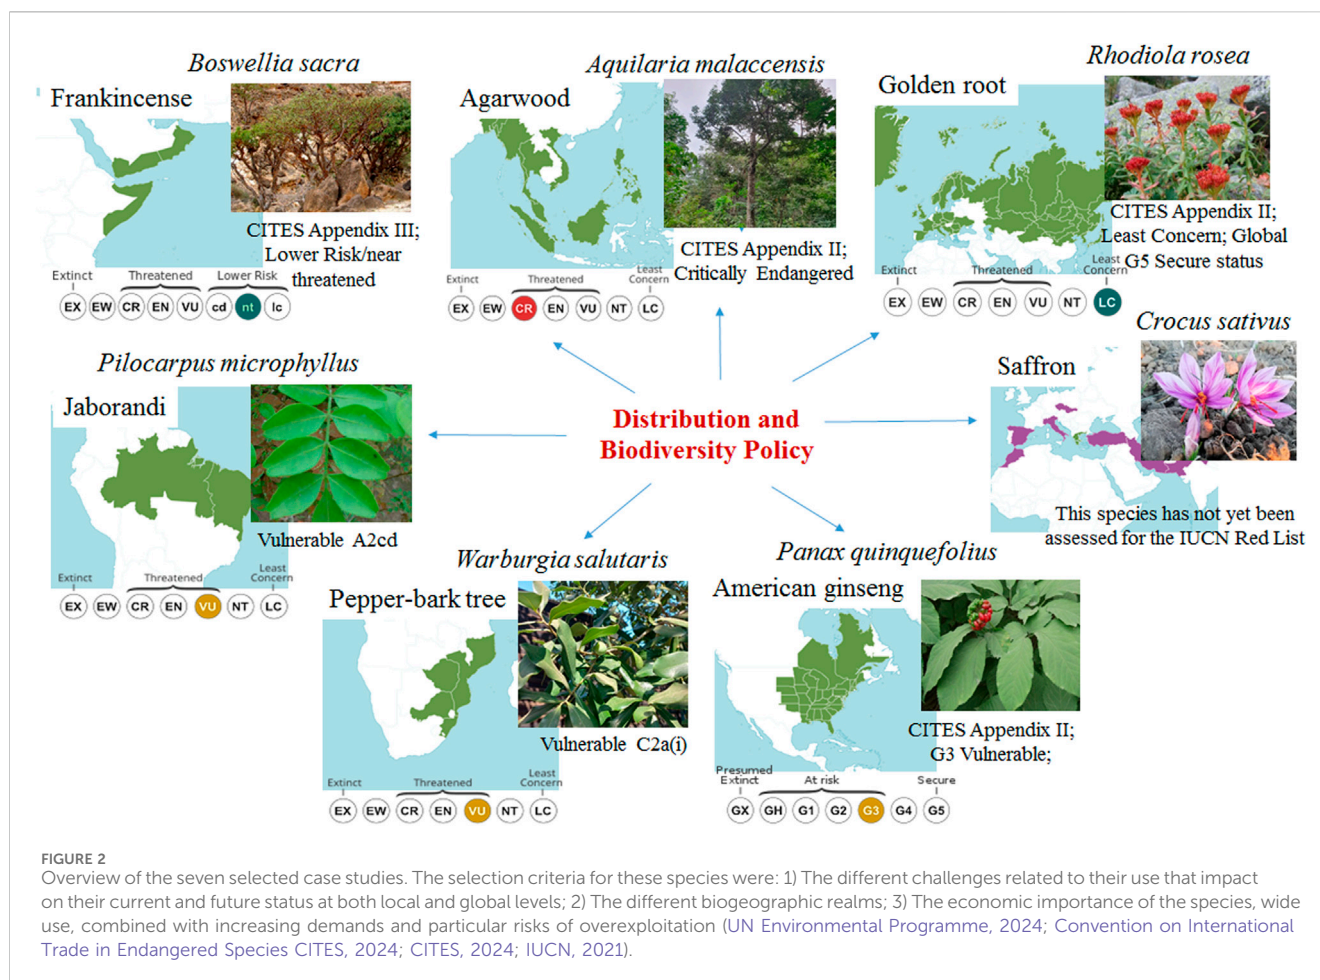 Boswellia sacra
Frankincense
CITES Appendix III;
Lower Risk/near
threatened
Extinct
Threatened
Lower Risk
EX EW CR EN VU cd nt lc
Aquilaria malaccensis
Agarwood
CITES Appendix II;
Critically Endangered
Extinct
Threatened
Least
Concern
EX EW CR EN VU NT LC
Rhodiola rosea
Golden root
CITES Appendix II;
Least Concern; Global
G5 Secure status
Extinct
Threatened
Least
Concern
EX EW CR EN VU NT LC
Crocus sativus
Saffron
This species has not yet been
assessed for the IUCN Red List
Pilocarpus microphyllus
Jaborandi
Vulnerable A2cd
Extinct
Threatened
Least
Concern
EX EW CR EN VU NT LC
Distribution and
Biodiversity Policy
Warburgia salutaris
Pepper-bark tree
Vulnerable C2a(i)
Extinct
Threatened
Least
Concern
EX EW CR EN VU NT LC
Panax quinquefolius
American ginseng
CITES Appendix II;
G3 Vulnerable;
Presumed
Extinct
At risk
Secure
GX GH G1 G2 G3 G4 G5
FIGURE 2
Overview of the seven selected case studies. The selection criteria for these species were: 1) The different challenges related to their use that impact
on their current and future status at both local and global levels; 2) The different biogeographic realms; 3) The economic importance of the species, wide
use, combined with increasing demands and particular risks of overexploitation (UN Environmental Programme, 2024; Convention on International
Trade in Endangered Species CITES, 2024; CITES, 2024; IUCN, 2021).